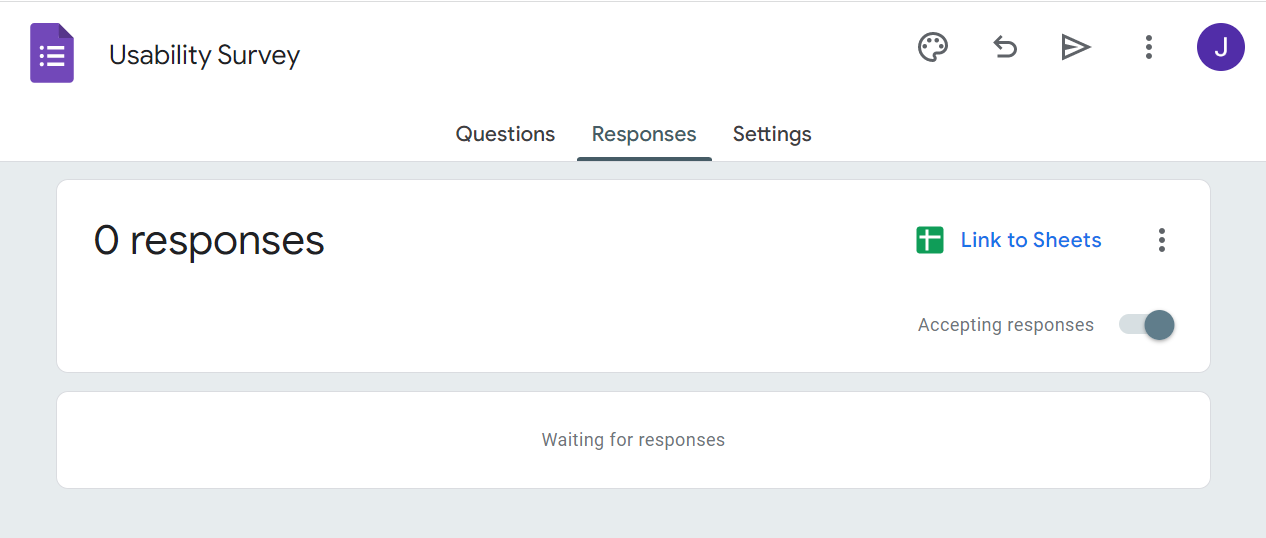 Usability Survey
J
Questions Responses Settings
0 responses
Link to Sheets
Accepting responses
Waiting for responses